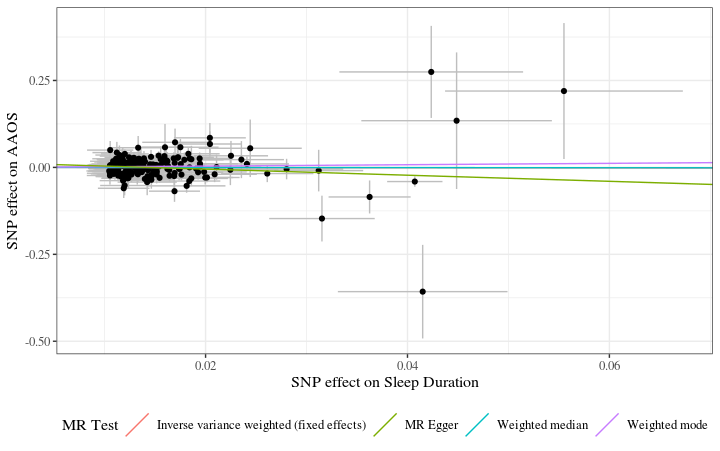 SNP effect on AAOS
0.25
0.00
-0.25
-0.50
0.02
0.04
0.06
SNP effect on Sleep Duration
MR Test
Inverse variance weighted (fixed effects)
MR Egger
Weighted median
Weighted mode